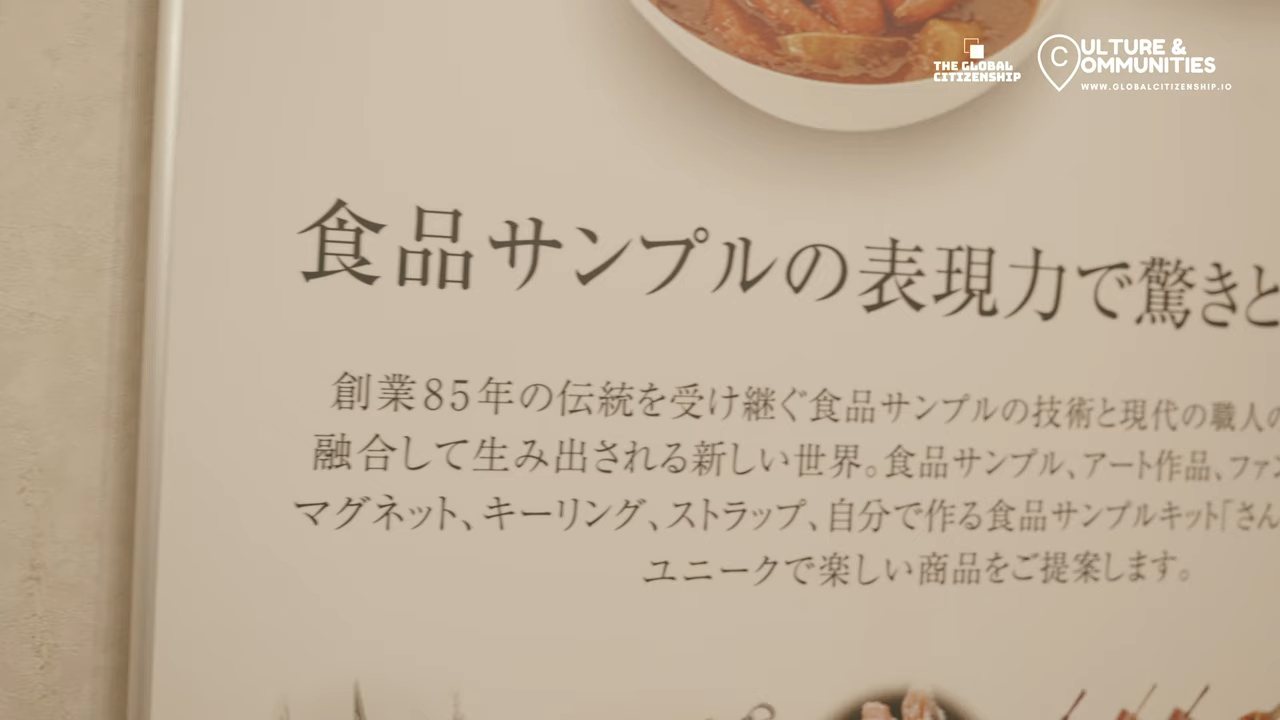 THE GLOBAL
CITIZENSHIP
CULTURE &
COMMUNITIES
WWW.GLOBALCITIZENSHIP.IO
食品サンプルの表現力で驚きと
創業85年の伝統を受け継ぐ食品サンプルの技術と現代の職人の
融合して生み出される新しい世界。食品サンプル、アート作品、ファン
マグネット、キーリング、ストラップ、自分で作る食品サンプルキット「さん
ユニークで楽しい商品をご提案します。